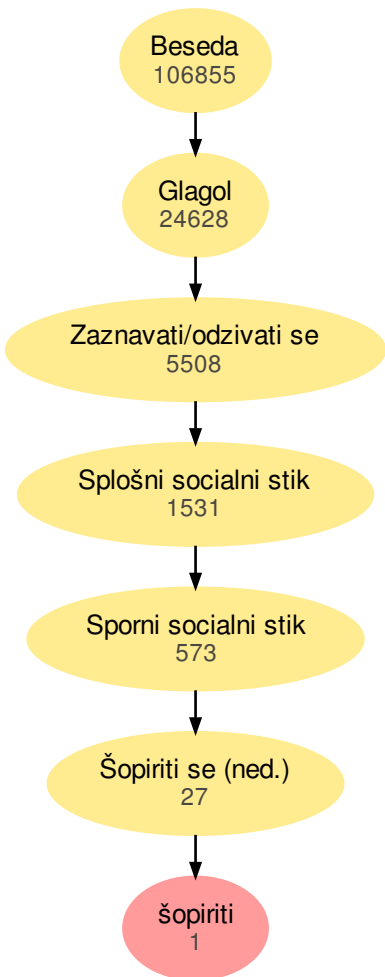 Beseda
106855
Glagol
24628
Zaznavati/odzivati se
5508
Splošni socialni stik
1531
Sporni socialni stik
573
Šopiriti se (ned.)
27
šopiriti
1